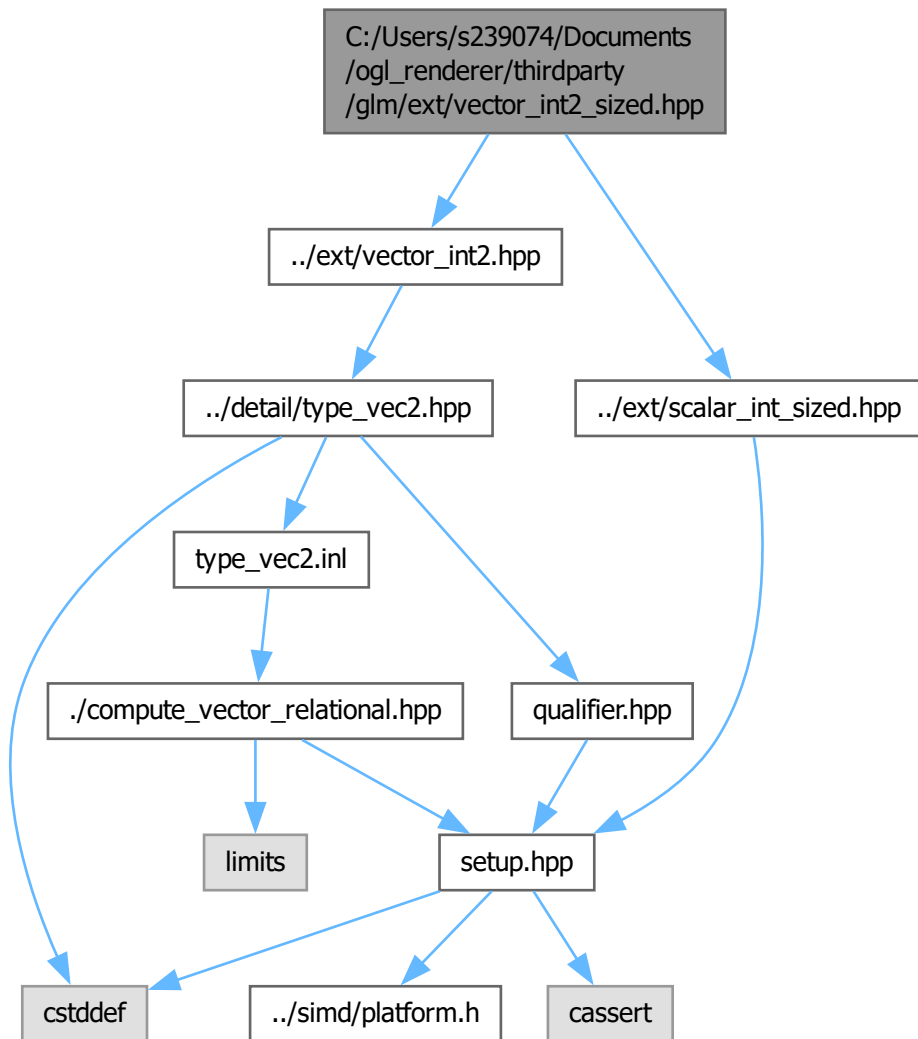 C:/Users/s239074/Documents
/ogl_renderer/thirdparty
/glm/ext/vector_int2_sized.hpp
../ext/vector_int2.hpp
../detail/type_vec2.hpp
../ext/scalar_int_sized.hpp
type_vec2.inl
./compute_vector_relational.hpp
qualifier.hpp
limits
setup.hpp
cstddef
../simd/platform.h
cassert